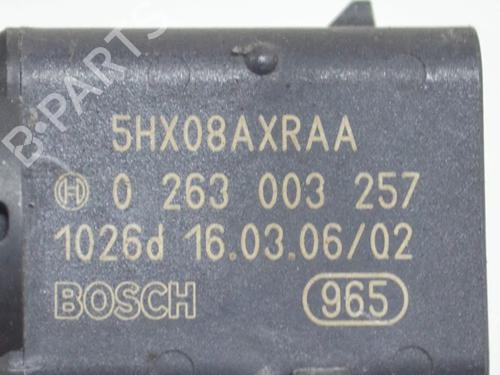 B-PARTS
5HX08AXRAA
0 263 003 257
1026d 16.03.06/02
BOSCH
965